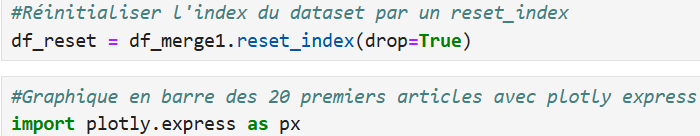 #Réinitialiser l'index du dataset par un reset_index
df_reset = df_merge1.reset_index(drop=True)
#Graphique en barre des 20 premiers articles avec plotly express
import plotly.express as px